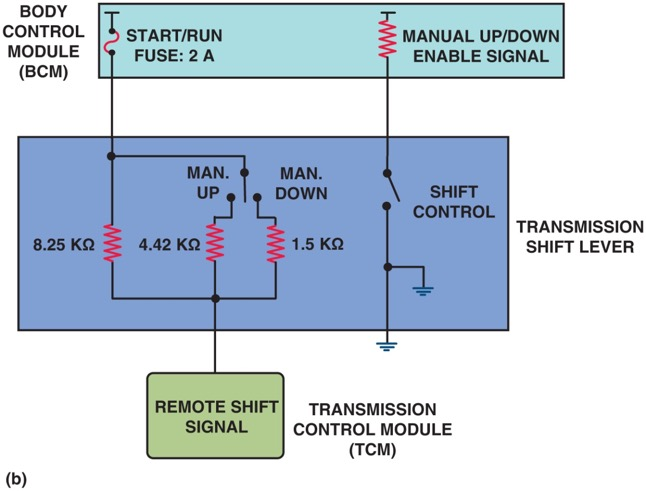 BODY
CONTROL
MODULE
(BCM)
START/RUN
FUSE: 2 A
MANUAL UP/DOWN
ENABLE SIGNAL
MAN.
UP
MAN.
DOWN
SHIFT
CONTROL
8.25 KΩ
4.42 KΩ
1.5 KΩ
TRANSMISSION
SHIFT LEVER
REMOTE SHIFT
SIGNAL
TRANSMISSION
CONTROL MODULE
(TCM)
(b)